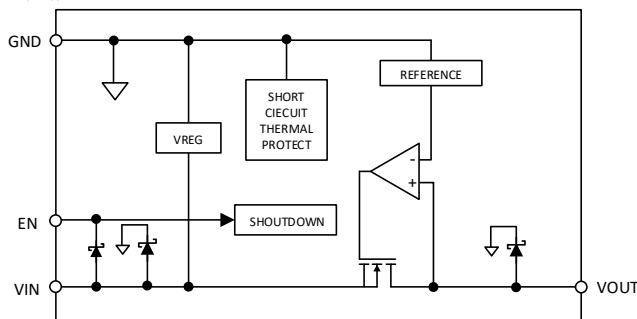 GND
REFERENCE
SHORT
CIECUIT
THERMAL
PROTECT
VREG
-
+
EN
SHOUTDOWN
VIN
VOUT